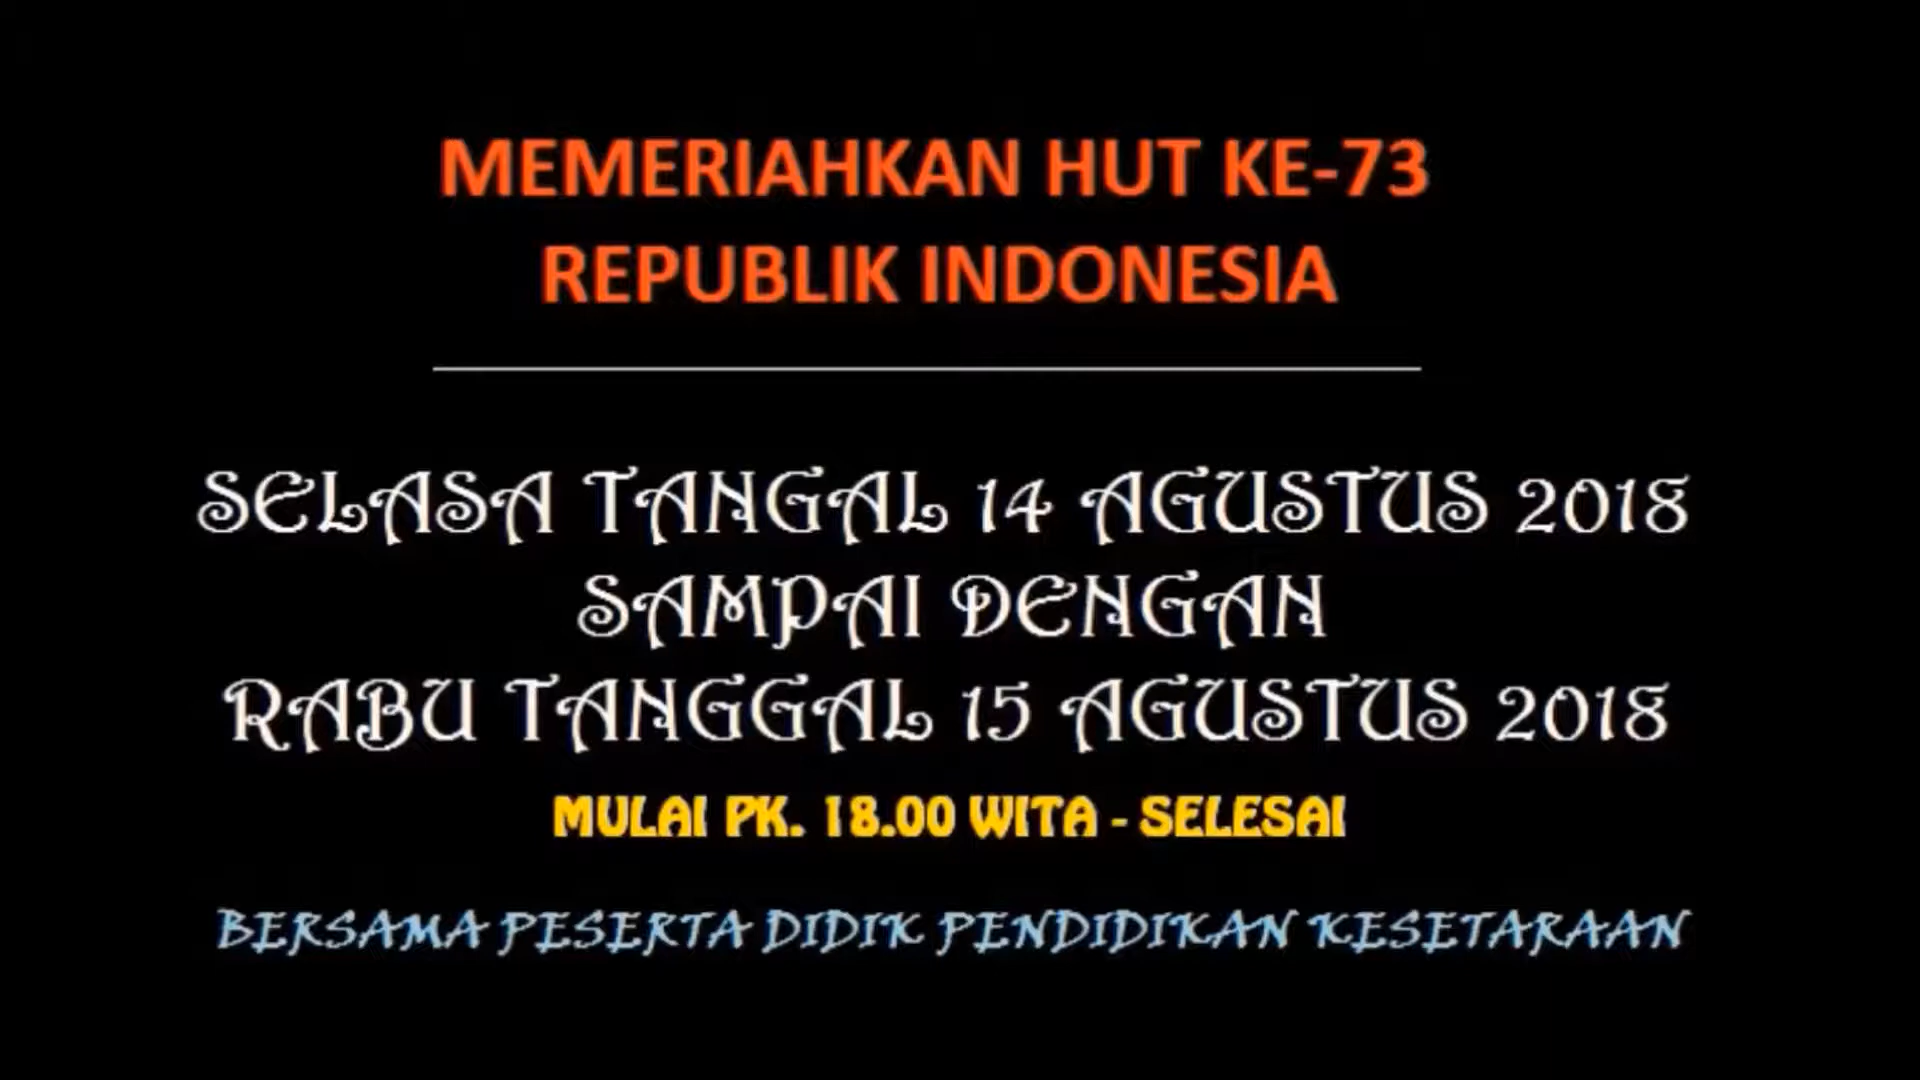 MEMERIAHKAN HUT KE-73
REPUBLIK INDONESIA
SELASA TANGAL 14 AGUSTUS 2018
SAMPAI DENGAN
RABU TANGGAL 15 AGUSTUS 2018
MULAI PK. 18.00 WITA - SELESAI
BERSAMA PESERTA DIDIK PENDIDIKAN KESETARAAN